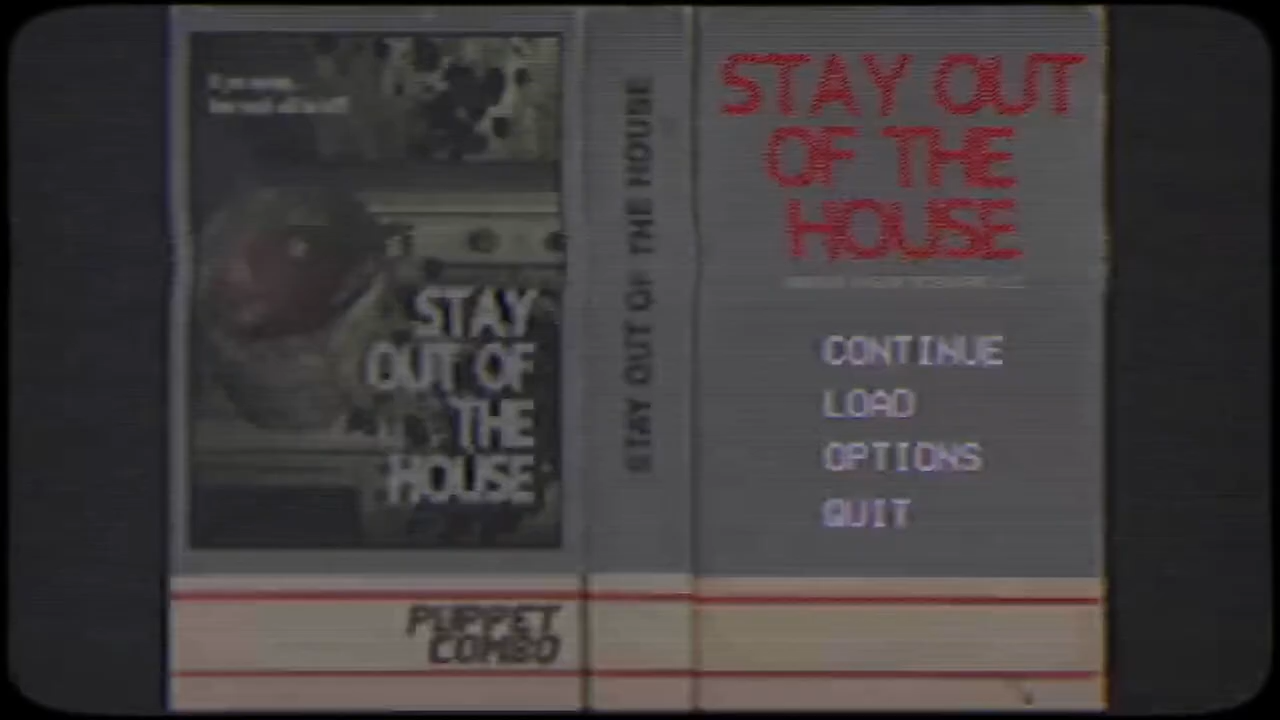 STAY
OUT OF
THE
HOUSE
PUPPET
COMBO
STAY OUT OF THE HOUSE
STAY OUT
OF THE
HOUSE
CONTINUE
LOAD
OPTIONS
QUIT